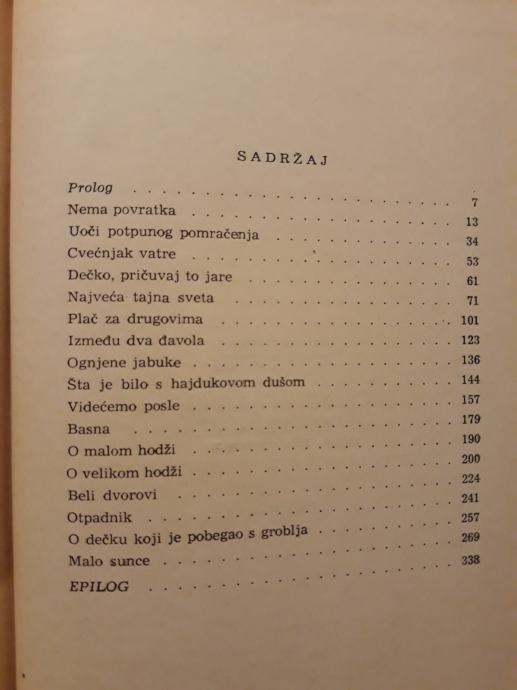 SADRŽAJ
Prolog . . . . . . . . . . . . . . . . . . . . . . 7
Nema povratka . . . . . . . . . . . . . . . . . . 13
Uoči potpunog pomračenja . . . . . . . . . . . . 34
Cvećnjak vatre . . . . . . . . . . . . . . . . . . 53
Dečko, pričuvaj to jare . . . . . . . . . . . . . . 61
Najveća tajna sveta . . . . . . . . . . . . . . . 71
Plač za drugovima . . . . . . . . . . . . . . . . 101
Između dva đavola . . . . . . . . . . . . . . . . 123
Ognjene jabuke . . . . . . . . . . . . . . . . . . 136
Šta je bilo s hajdukovom dušom . . . . . . . . . 144
Videćemo posle . . . . . . . . . . . . . . . . . . 157
Basna . . . . . . . . . . . . . . . . . . . . . . 179
O malom hodži . . . . . . . . . . . . . . . . . . 190
O velikom hodži . . . . . . . . . . . . . . . . . 200
Beli dvorovi . . . . . . . . . . . . . . . . . . . 224
Otpadnik . . . . . . . . . . . . . . . . . . . . . 241
O dečku koji je pobegao s groblja . . . . . . . . 257
Malo sunce . . . . . . . . . . . . . . . . . . . . 269
EPILOG . . . . . . . . . . . . . . . . . . . . . 338